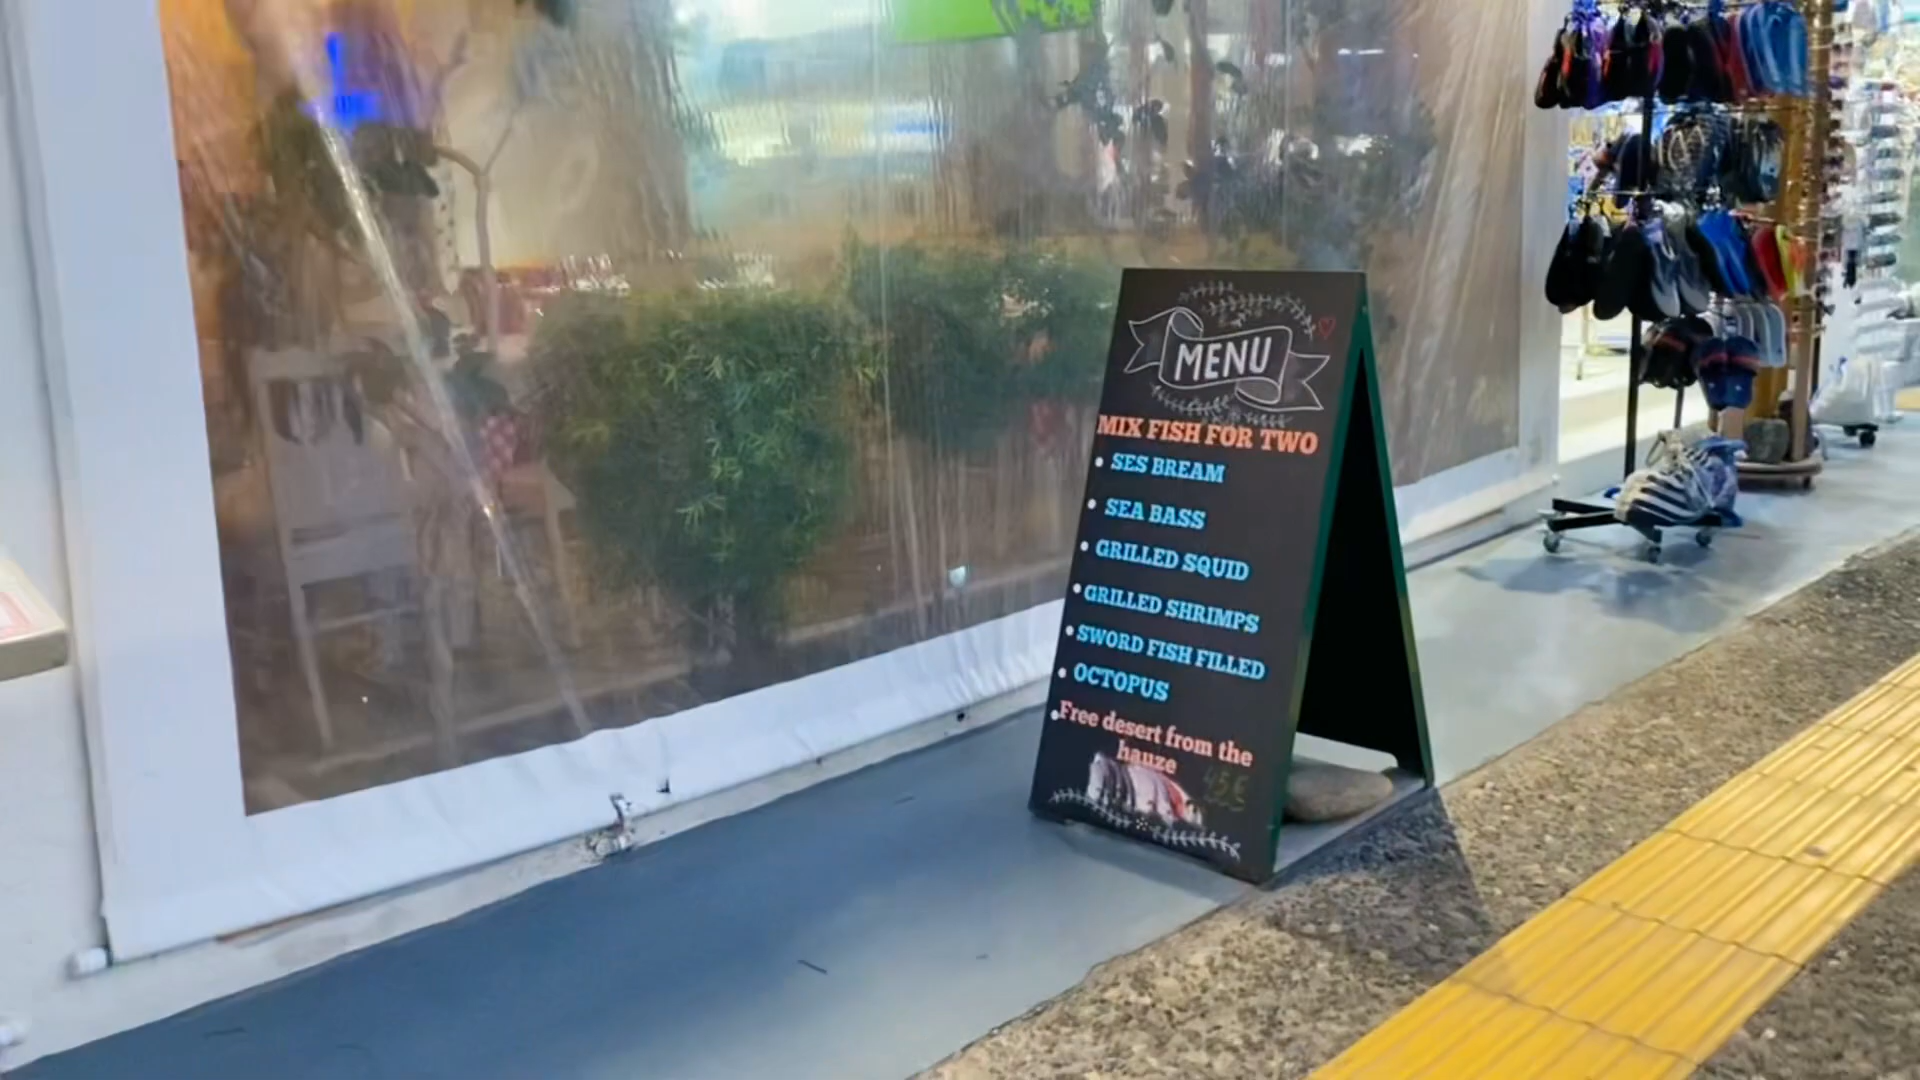 MENU
MIX FISH FOR TWO
• SES BREAM
• SEA BASS
• GRILLED SQUID
• GRILLED SHRIMPS
• SWORD FISH FILLED
• OCTOPUS
• Free desert from the
hauze
45€